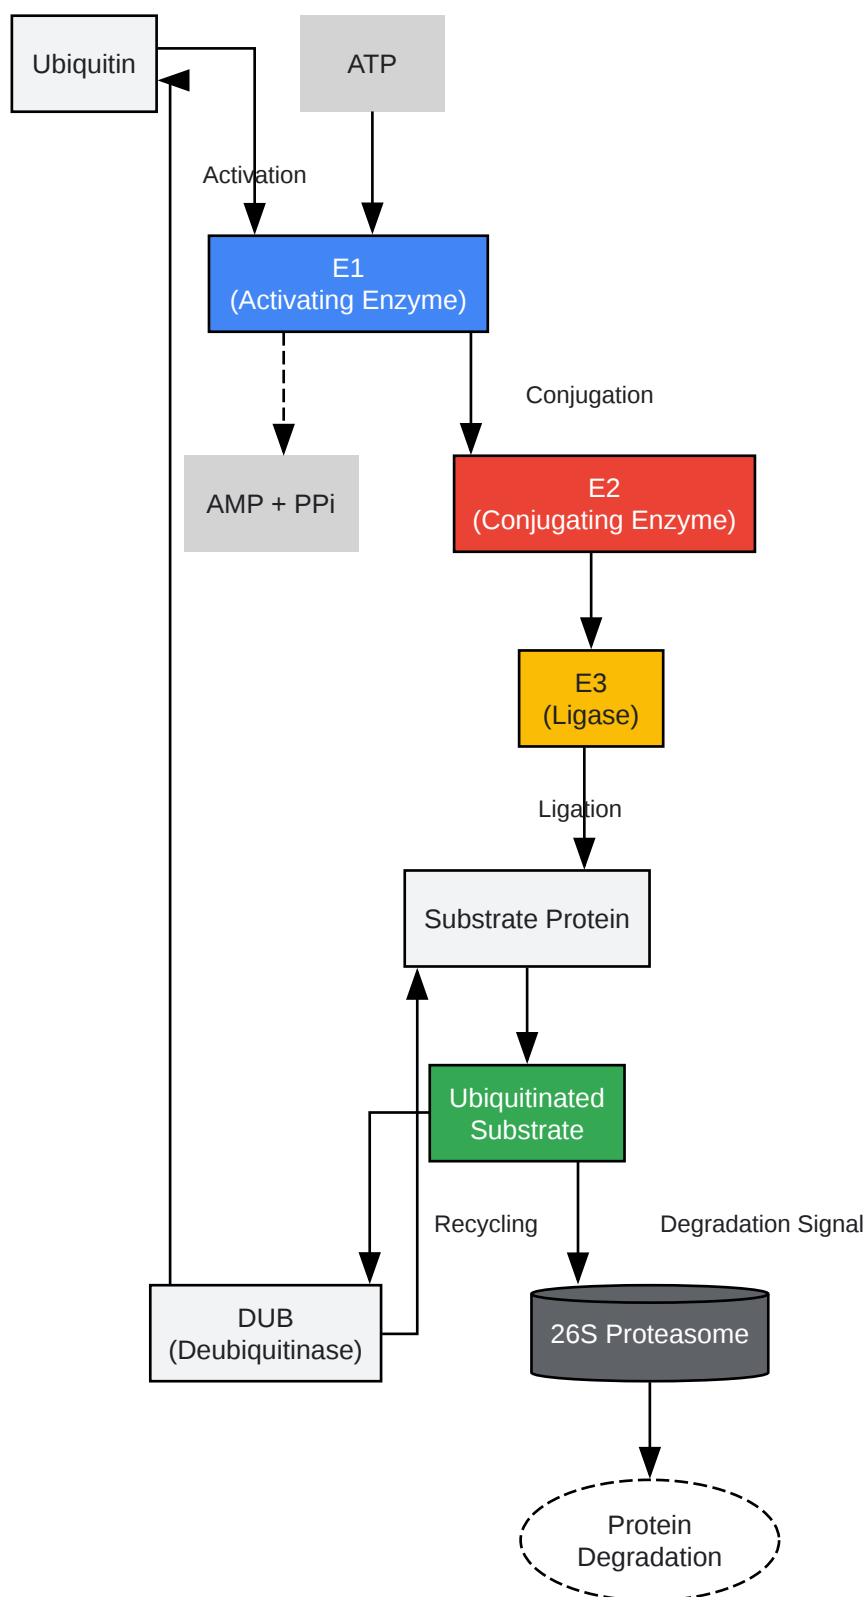 Ubiquitin
ATP
Activation
E1
(Activating Enzyme)
Conjugation
AMP + PPi
E2
(Conjugating Enzyme)
E3
(Ligase)
Ligation
Substrate Protein
Ubiquitinated
Substrate
Recycling
Degradation Signal
DUB
(Deubiquitinase)
26S Proteasome
Protein
Degradation